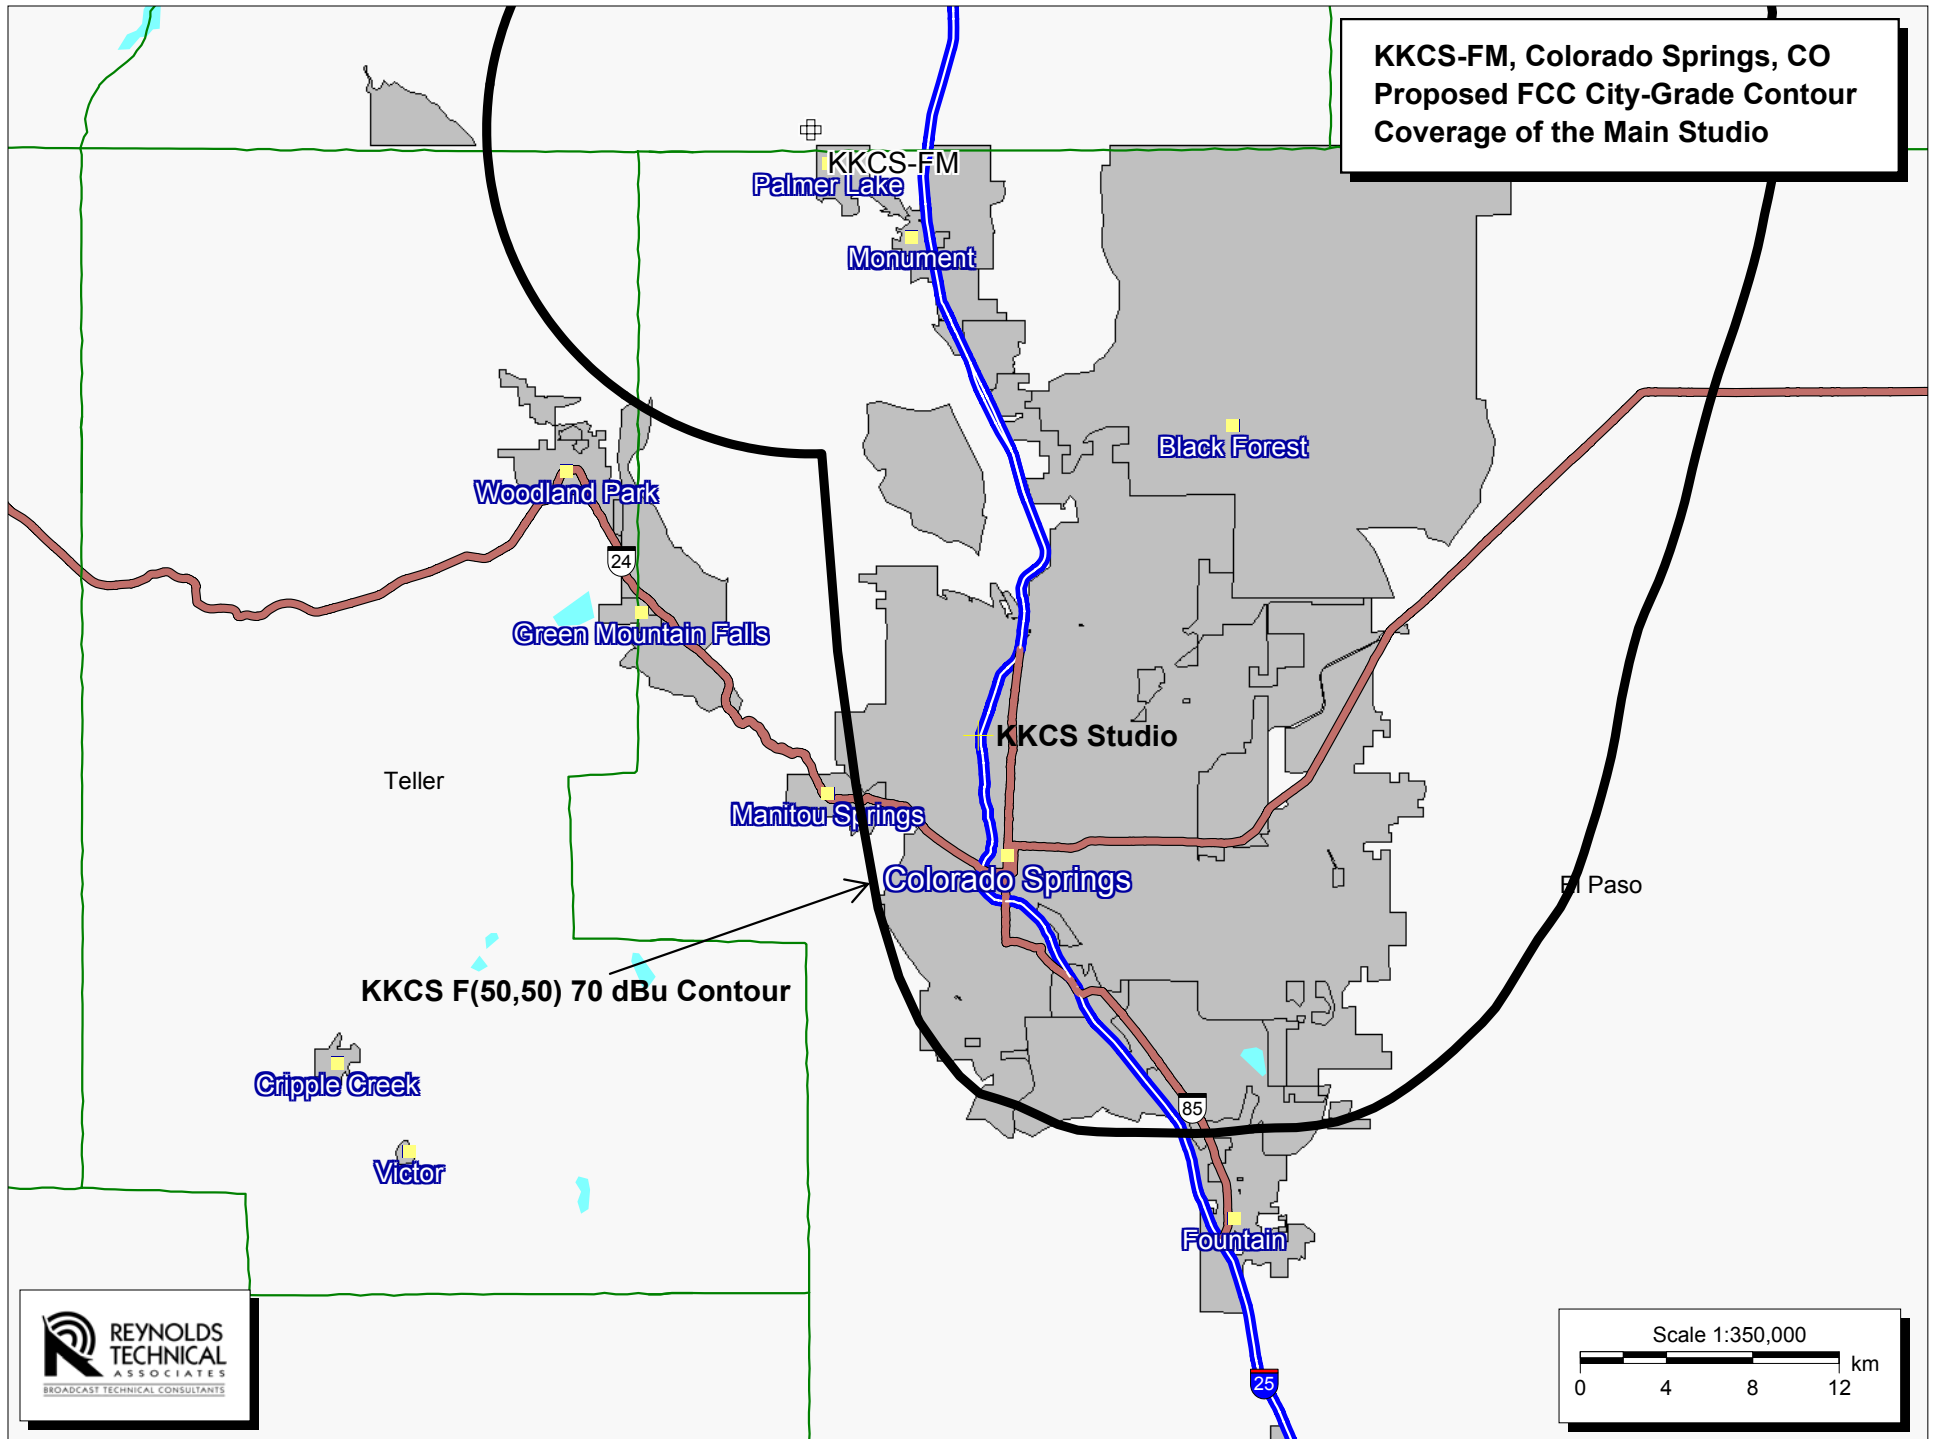 KKCS-FM, Colorado Springs, CO
Proposed FCC City-Grade Contour
Coverage of the Main Studio
KKCS-FM
Palmer Lake
Monument
Black Forest
Woodland Park
24
Green Mountain Falls
KKCS Studio
Teller
Manitou Springs
Colorado Springs
El Paso
KKCS F(50,50) 70 dBu Contour
Cripple Creek
85
Victor
Fountain
25
REYNOLDS
TECHNICAL
ASSOCIATES
BROADCAST TECHNICAL CONSULTANTS
Scale 1:350,000
km
0 4 8 12